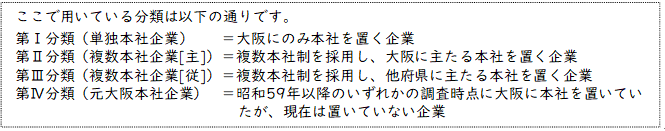 ここで用いている分類は以下の通りです。
第Ⅰ分類（単独本社企業）　　　＝大阪にのみ本社を置く企業
第Ⅱ分類（複数本社企業[主]）＝複数本社制を採用し、大阪に主たる本社を置く企業
第Ⅲ分類（複数本社企業[従]）＝複数本社制を採用し、他府県に主たる本社を置く企業
第Ⅳ分類（元大阪本社企業）　＝昭和59年以降のいずれかの調査時点に大阪に本社を置いてい
たが、現在は置いていない企業